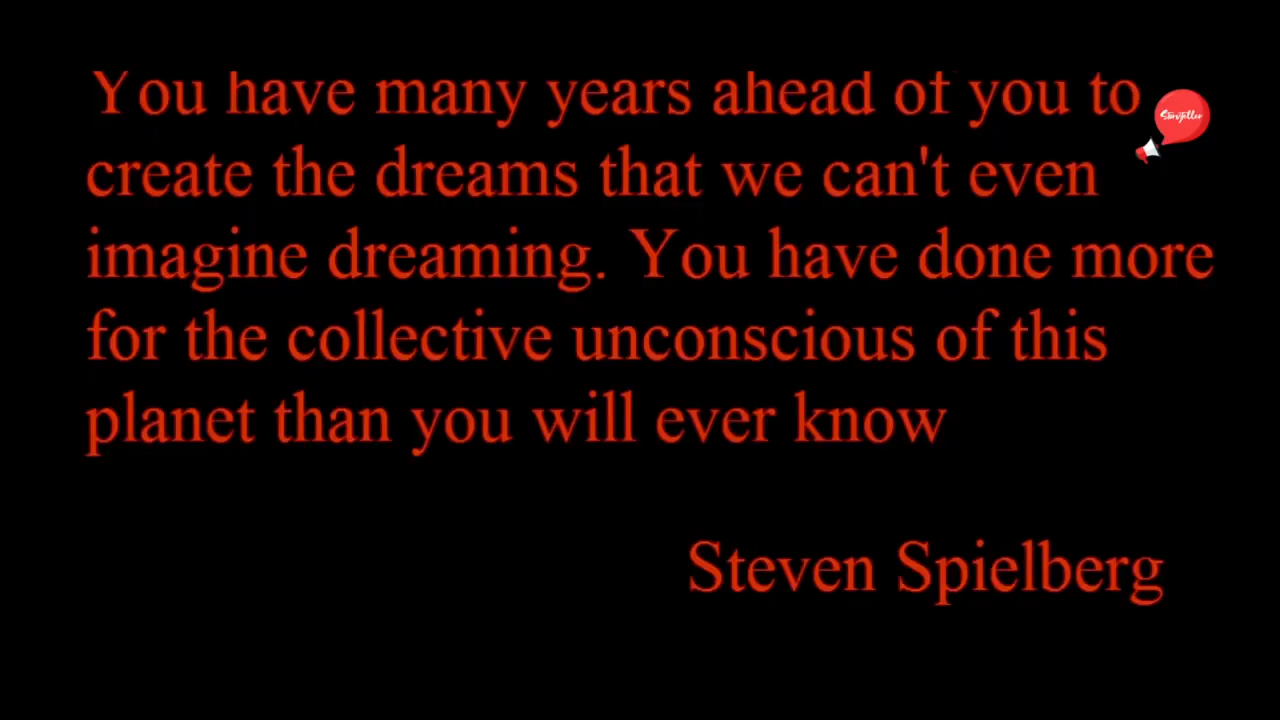 You have many years ahead of you to
create the dreams that we can't even
imagine dreaming. You have done more
for the collective unconscious of this
planet than you will ever know
Steven Spielberg
StoryTeller